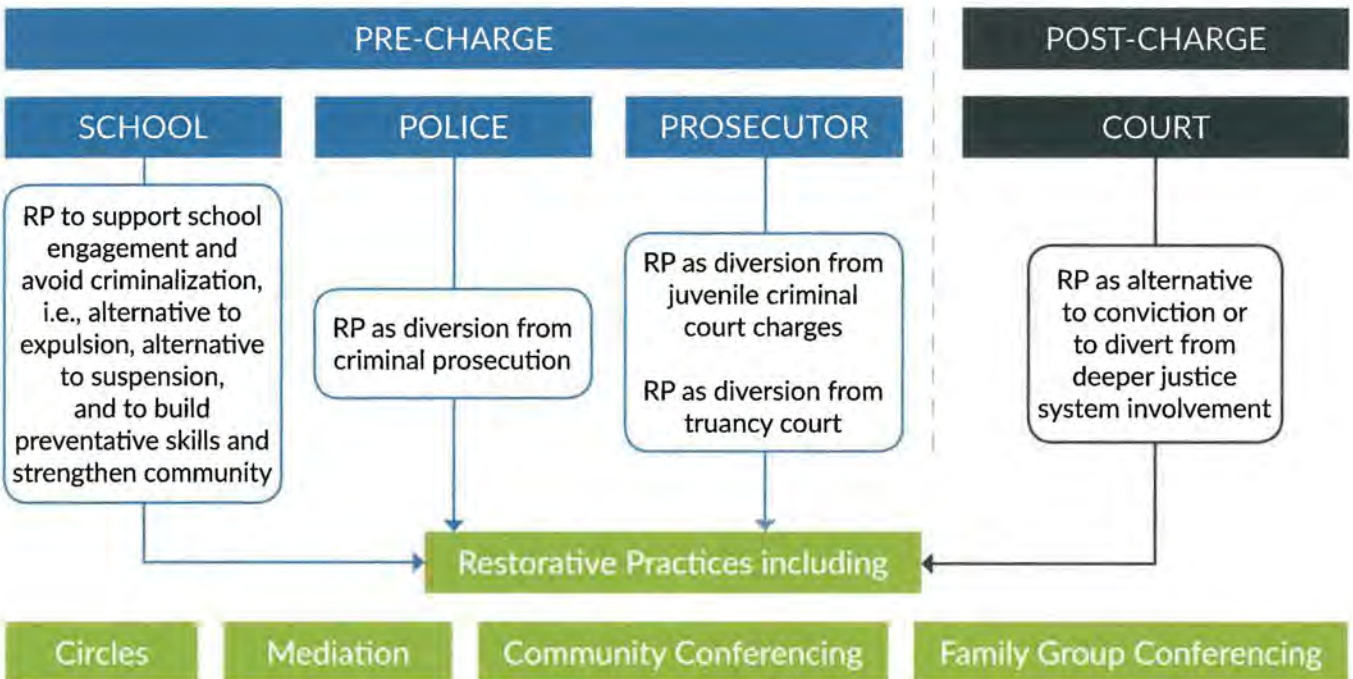 PRE-CHARGE
POST-CHARGE
SCHOOL
POLICE
PROSECUTOR
COURT
RP to support school
engagement and
avoid criminalization,
i.e., alternative to
expulsion, alternative
to suspension,
and to build
preventative skills and
strengthen community
RP as diversion from
criminal prosecution
RP as diversion from
juvenile criminal
court charges
RP as diversion from
truancy court
RP as alternative
to conviction or
to divert from
deeper justice
system involvement
Restorative Practices including
Circles
Mediation
Community Conferencing
Family Group Conferencing